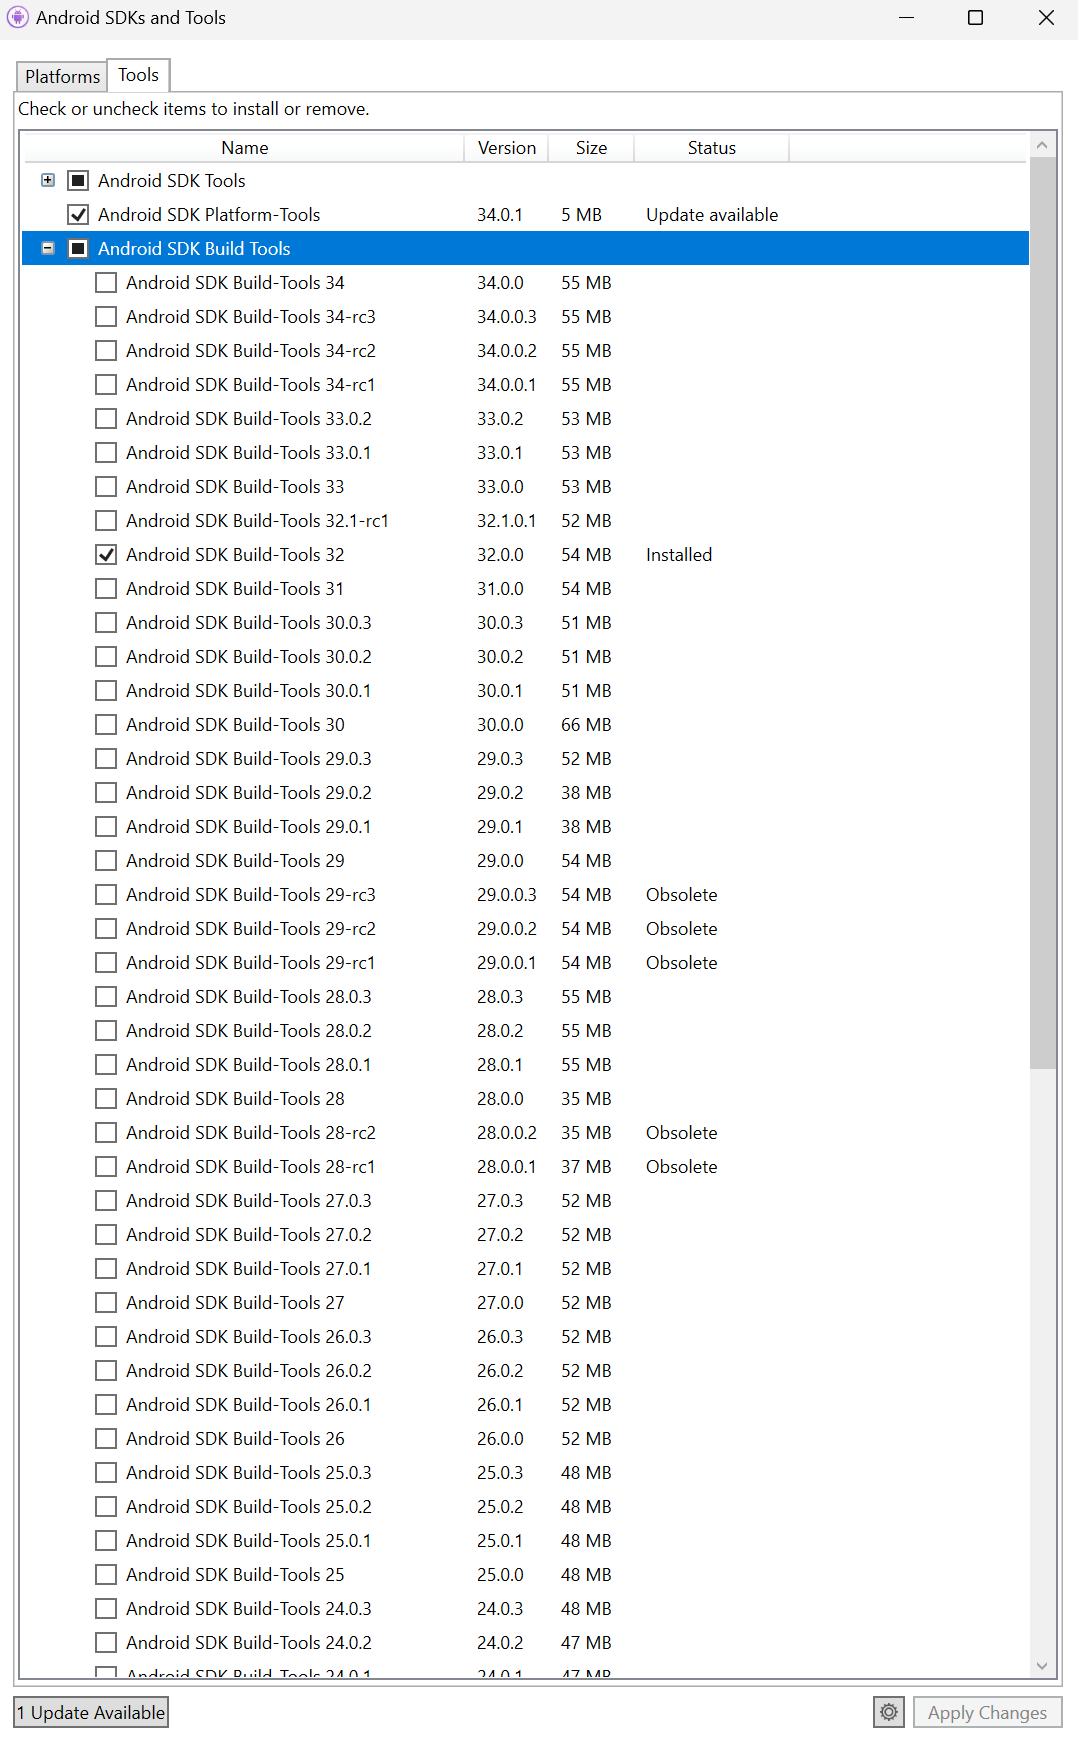 Android SDKs and Tools
Platforms Tools
Check or uncheck items to install or remove.
Name Version Size Status
Android SDK Tools
Android SDK Platform-Tools 34.0.1 5 MB Update available
Android SDK Build Tools
Android SDK Build-Tools 34 34.0.0 55 MB
Android SDK Build-Tools 34-rc3 34.0.0.3 55 MB
Android SDK Build-Tools 34-rc2 34.0.0.2 55 MB
Android SDK Build-Tools 34-rc1 34.0.0.1 55 MB
Android SDK Build-Tools 33.0.2 33.0.2 53 MB
Android SDK Build-Tools 33.0.1 33.0.1 53 MB
Android SDK Build-Tools 33 33.0.0 53 MB
Android SDK Build-Tools 32.1-rc1 32.1.0.1 52 MB
Android SDK Build-Tools 32 32.0.0 54 MB Installed
Android SDK Build-Tools 31 31.0.0 54 MB
Android SDK Build-Tools 30.0.3 30.0.3 51 MB
Android SDK Build-Tools 30.0.2 30.0.2 51 MB
Android SDK Build-Tools 30.0.1 30.0.1 51 MB
Android SDK Build-Tools 30 30.0.0 66 MB
Android SDK Build-Tools 29.0.3 29.0.3 52 MB
Android SDK Build-Tools 29.0.2 29.0.2 38 MB
Android SDK Build-Tools 29.0.1 29.0.1 38 MB
Android SDK Build-Tools 29 29.0.0 54 MB
Android SDK Build-Tools 29-rc3 29.0.0.3 54 MB Obsolete
Android SDK Build-Tools 29-rc2 29.0.0.2 54 MB Obsolete
Android SDK Build-Tools 29-rc1 29.0.0.1 54 MB Obsolete
Android SDK Build-Tools 28.0.3 28.0.3 55 MB
Android SDK Build-Tools 28.0.2 28.0.2 55 MB
Android SDK Build-Tools 28.0.1 28.0.1 55 MB
Android SDK Build-Tools 28 28.0.0 35 MB
Android SDK Build-Tools 28-rc2 28.0.0.2 35 MB Obsolete
Android SDK Build-Tools 28-rc1 28.0.0.1 37 MB Obsolete
Android SDK Build-Tools 27.0.3 27.0.3 52 MB
Android SDK Build-Tools 27.0.2 27.0.2 52 MB
Android SDK Build-Tools 27.0.1 27.0.1 52 MB
Android SDK Build-Tools 27 27.0.0 52 MB
Android SDK Build-Tools 26.0.3 26.0.3 52 MB
Android SDK Build-Tools 26.0.2 26.0.2 52 MB
Android SDK Build-Tools 26.0.1 26.0.1 52 MB
Android SDK Build-Tools 26 26.0.0 52 MB
Android SDK Build-Tools 25.0.3 25.0.3 48 MB
Android SDK Build-Tools 25.0.2 25.0.2 48 MB
Android SDK Build-Tools 25.0.1 25.0.1 48 MB
Android SDK Build-Tools 25 25.0.0 48 MB
Android SDK Build-Tools 24.0.3 24.0.3 48 MB
Android SDK Build-Tools 24.0.2 24.0.2 47 MB
Android SDK Build-Tools 24.0.1 24.0.1 47 MB
1 Update Available Apply Changes